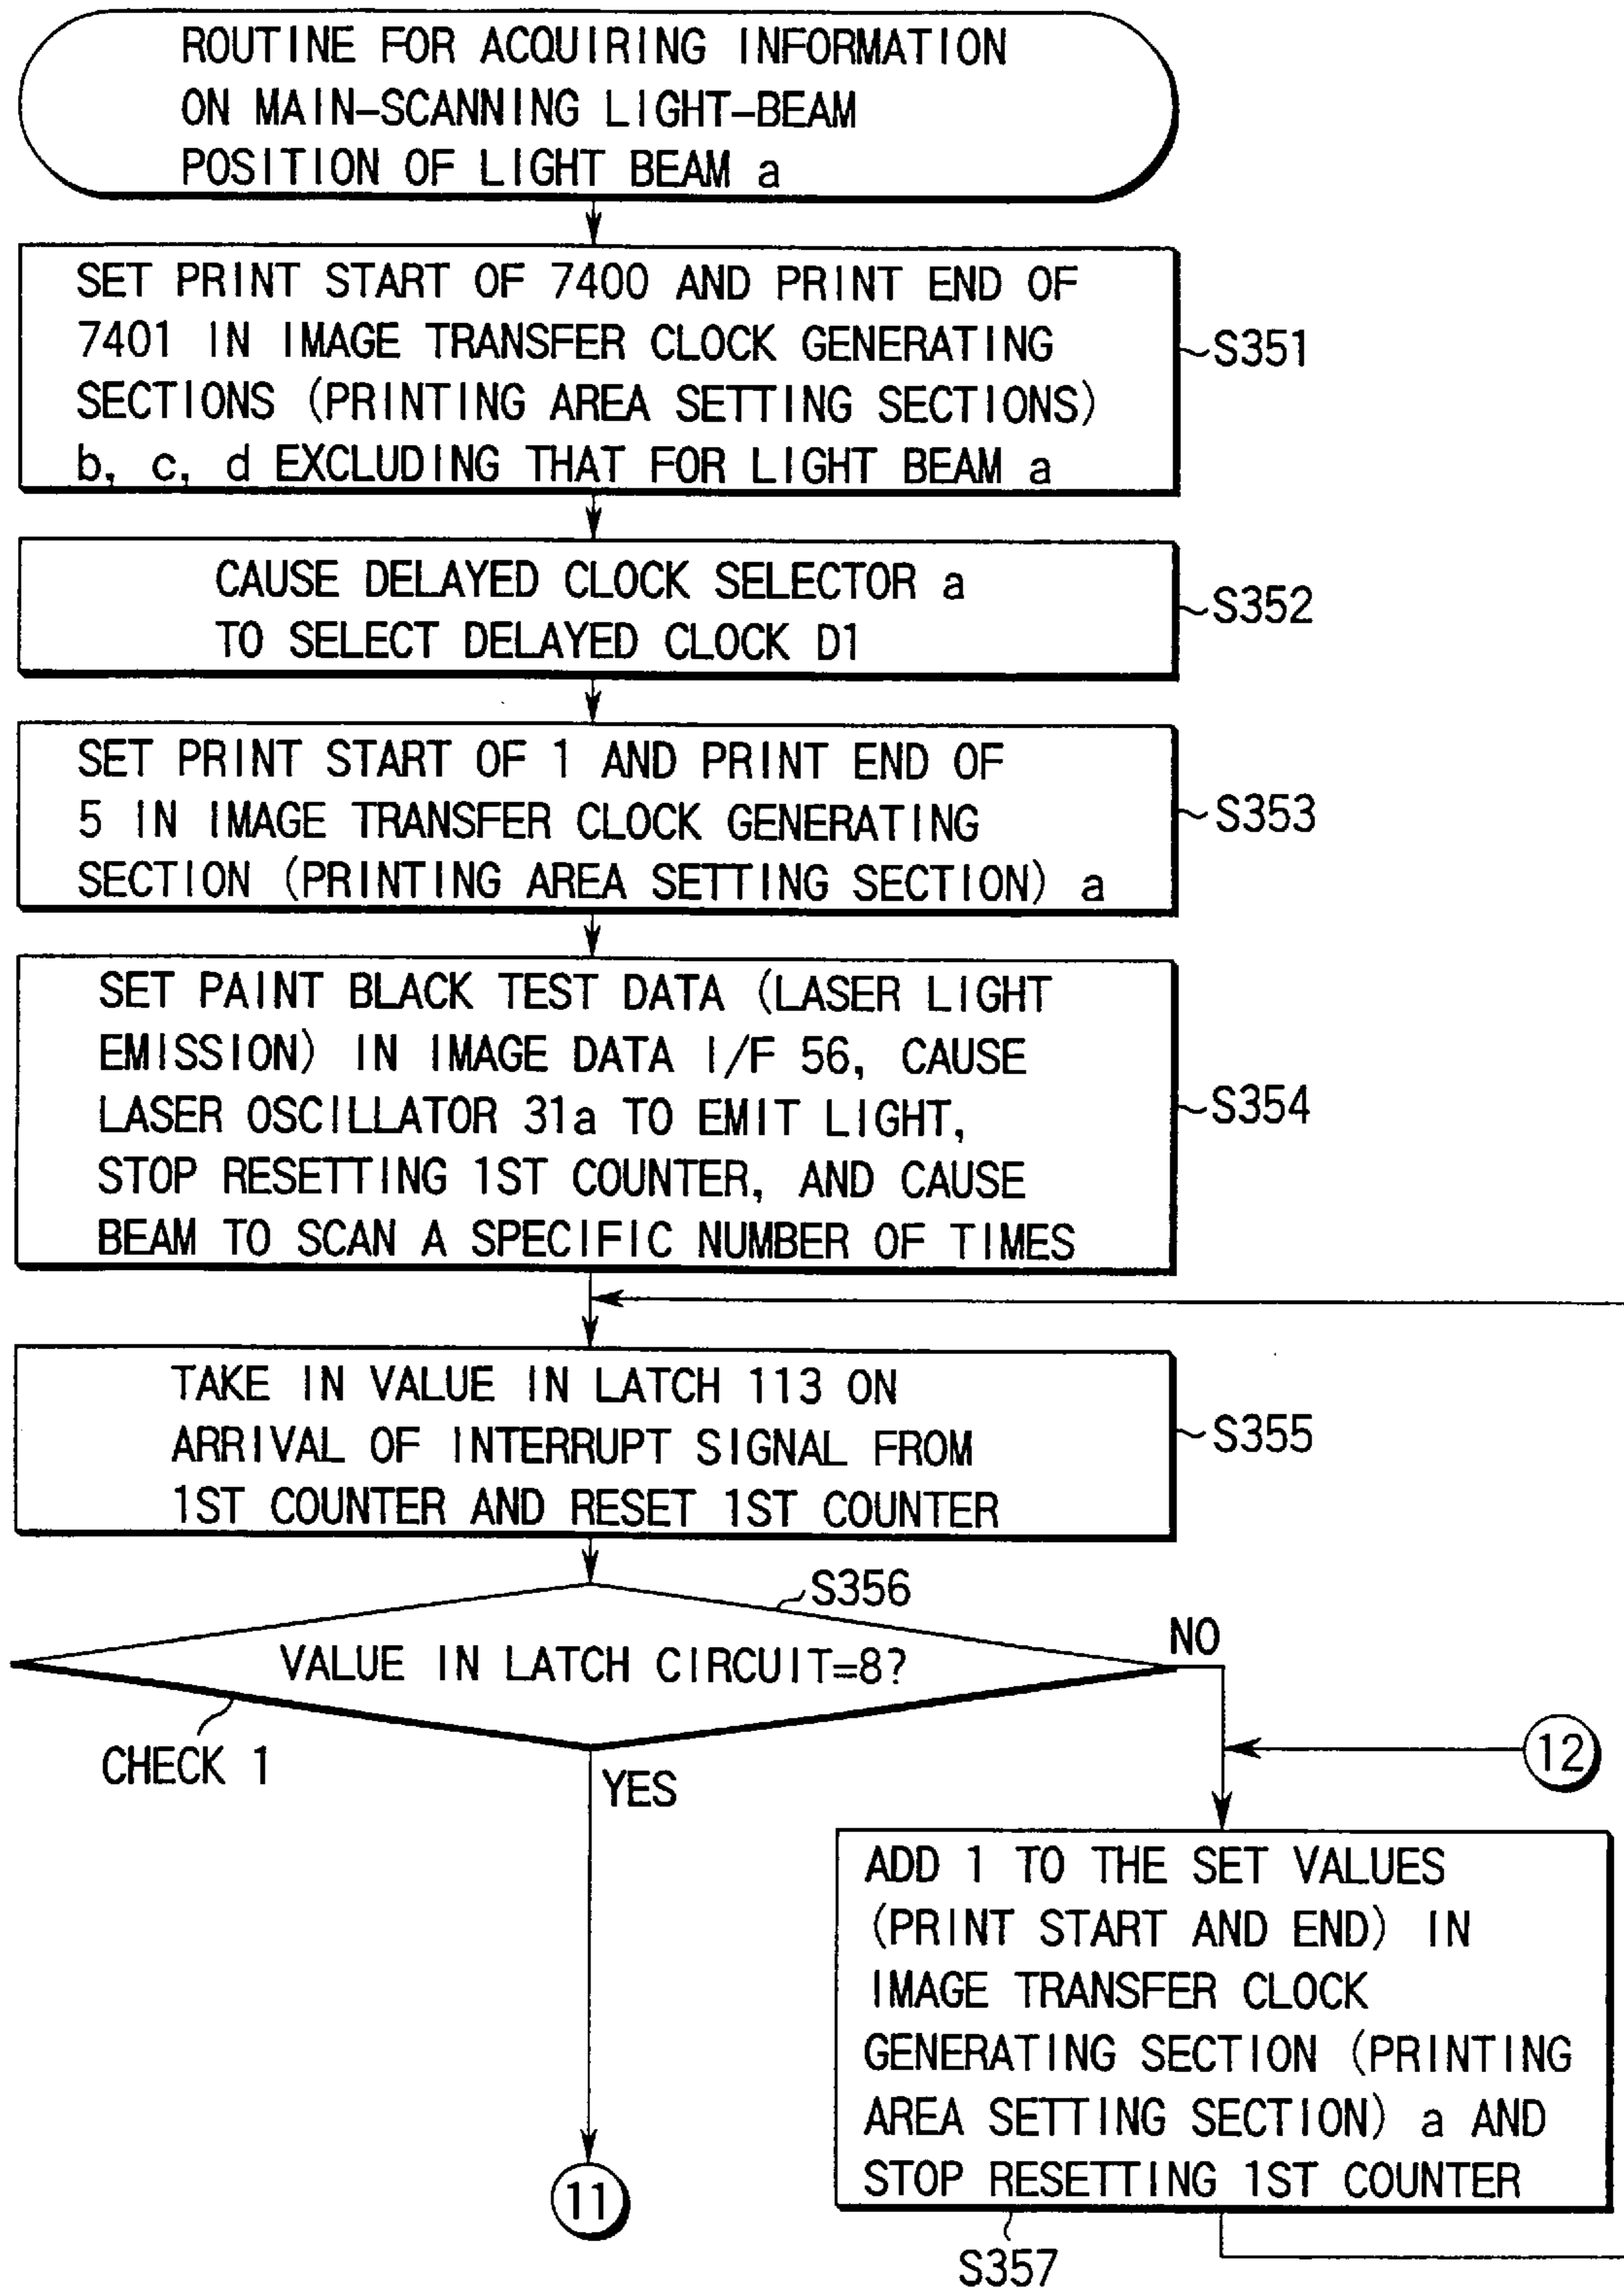 ROUTINE FOR ACQUIRING INFORMATION
ON MAIN-SCANNING LIGHT-BEAM
POSITION OF LIGHT BEAM a
SET PRINT START OF 7400 AND PRINT END OF
7401 IN IMAGE TRANSFER CLOCK GENERATING
SECTIONS (PRINTING AREA SETTING SECTIONS)
b, c, d EXCLUDING THAT FOR LIGHT BEAM a
S351
CAUSE DELAYED CLOCK SELECTOR a
TO SELECT DELAYED CLOCK D1
S352
SET PRINT START OF 1 AND PRINT END OF
5 IN IMAGE TRANSFER CLOCK GENERATING
SECTION (PRINTING AREA SETTING SECTION) a
S353
SET PAINT BLACK TEST DATA (LASER LIGHT
EMISSION) IN IMAGE DATA I/F 56, CAUSE
LASER OSCILLATOR 31a TO EMIT LIGHT,
STOP RESETTING 1ST COUNTER, AND CAUSE
BEAM TO SCAN A SPECIFIC NUMBER OF TIMES
S354
TAKE IN VALUE IN LATCH 113 ON
ARRIVAL OF INTERRUPT SIGNAL FROM
1ST COUNTER AND RESET 1ST COUNTER
S355
S356
VALUE IN LATCH CIRCUIT=8?
NO
CHECK 1
YES
12
ADD 1 TO THE SET VALUES
(PRINT START AND END) IN
IMAGE TRANSFER CLOCK
GENERATING SECTION (PRINTING
AREA SETTING SECTION) a AND
STOP RESETTING 1ST COUNTER
11
S357